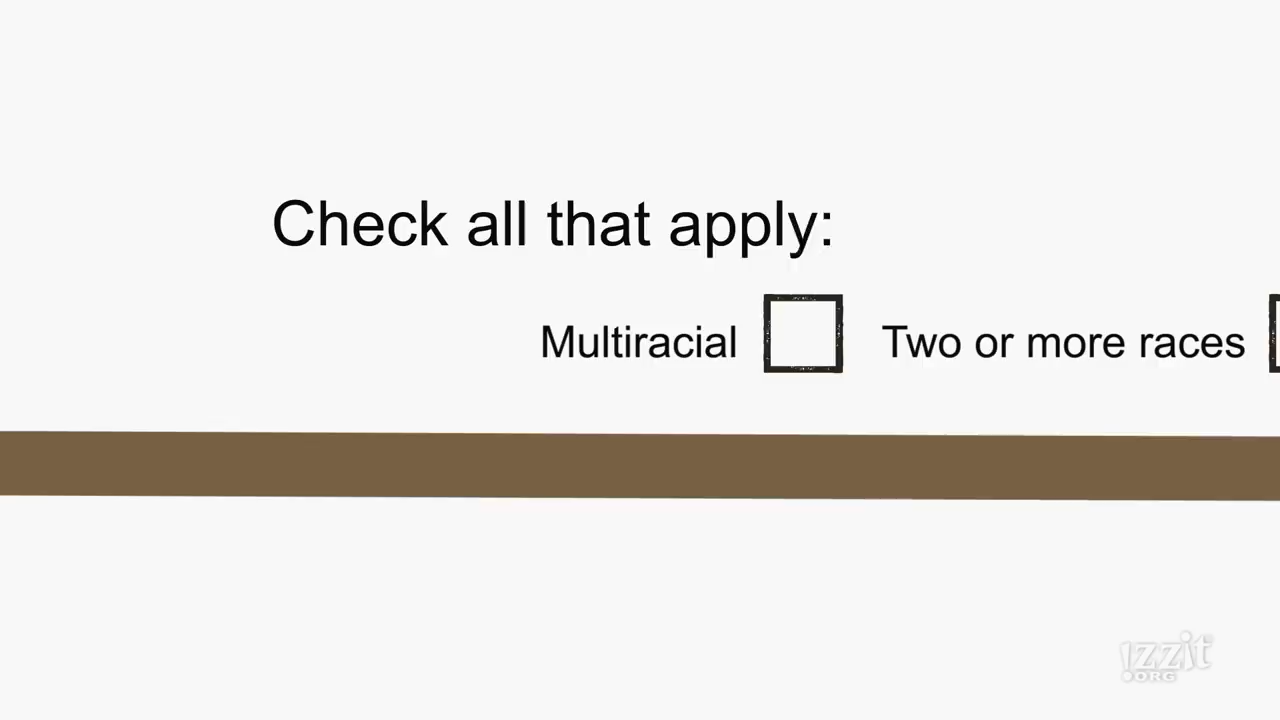 Check all that apply:
Multiracial Two or more races
izzit
.ORG